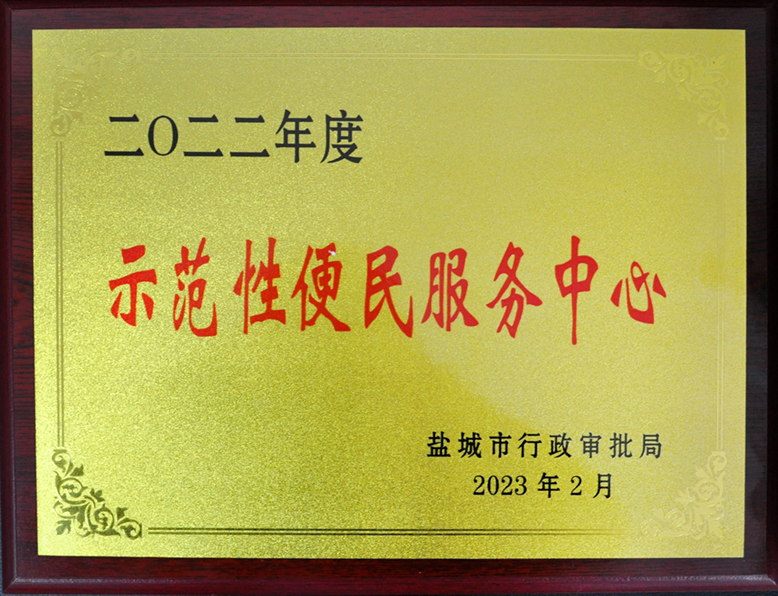 二〇二二年度
示范性便民服务中心
盐城市行政审批局
2023年2月